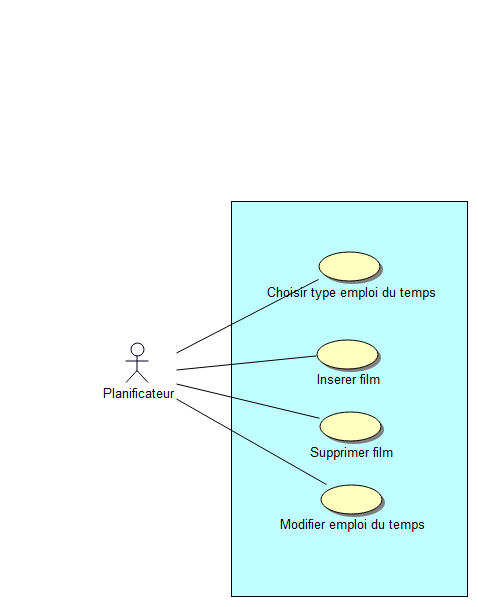 Choisir type emploi du temps
Inserer film
Planificateur
Supprimer film
Modifier emploi du temps